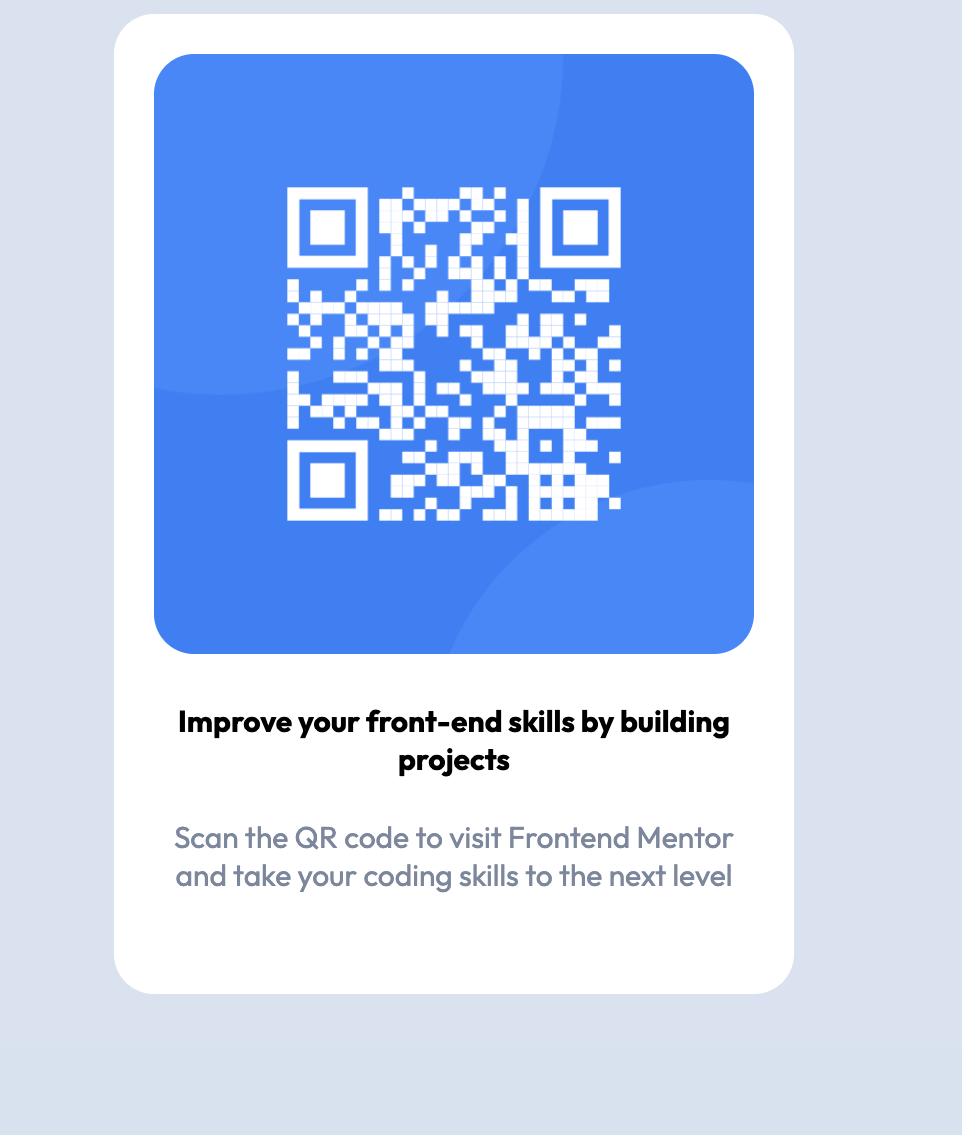 Improve your front-end skills by building
projects
Scan the QR code to visit Frontend Mentor
and take your coding skills to the next level